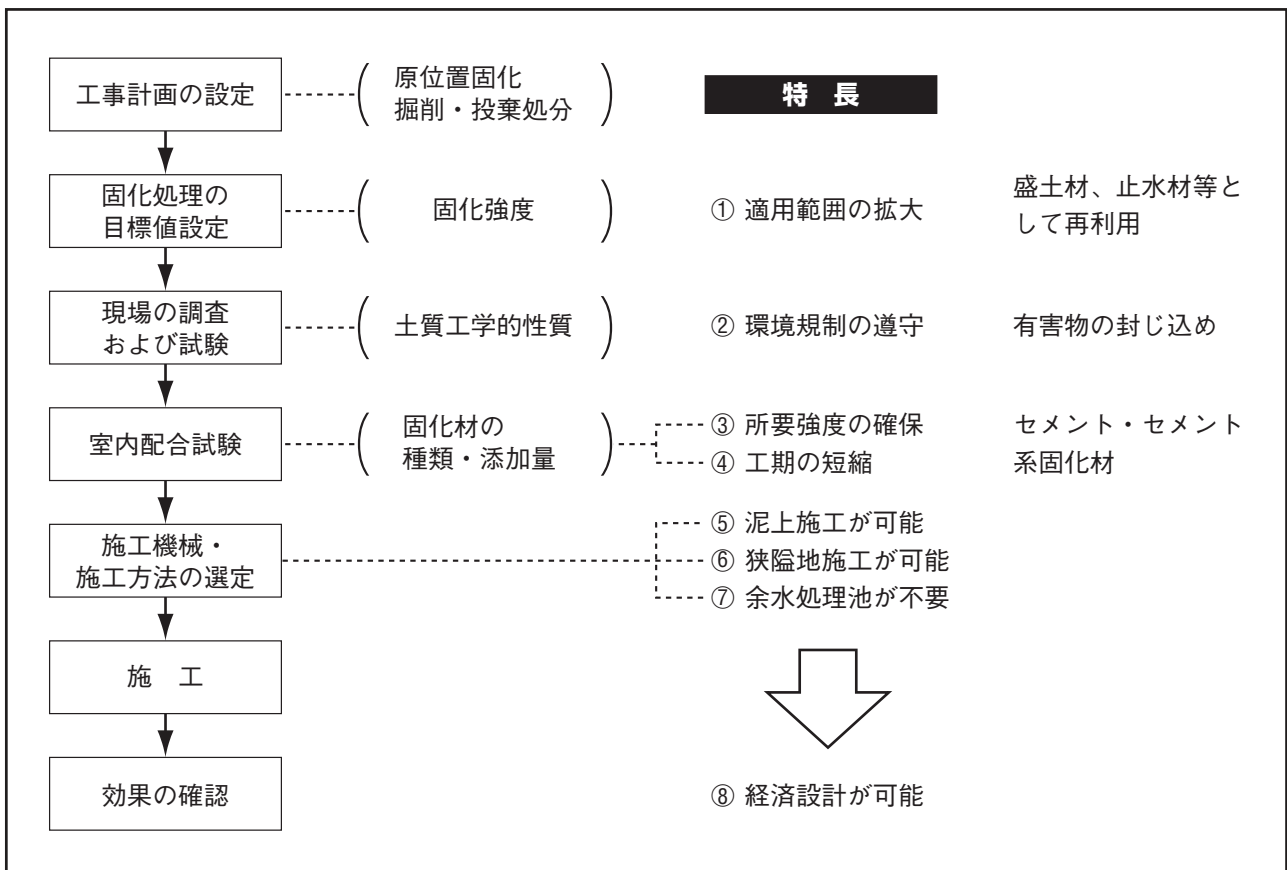 工事計画の設定
原位置固化
掘削・投棄処分
特 長
固化処理の
目標値設定
固化強度
① 適用範囲の拡大
盛土材、止水材等と
して再利用
現場の調査
および試験
土質工学的性質
② 環境規制の遵守
有害物の封じ込め
室内配合試験
固化材の
種類・添加量
③ 所要強度の確保
④ 工期の短縮
セメント・セメント
系固化材
施工機械・
施工方法の選定
⑤ 泥上施工が可能
⑥ 狭隘地施工が可能
⑦ 余水処理池が不要
施 工
効果の確認
⑧ 経済設計が可能